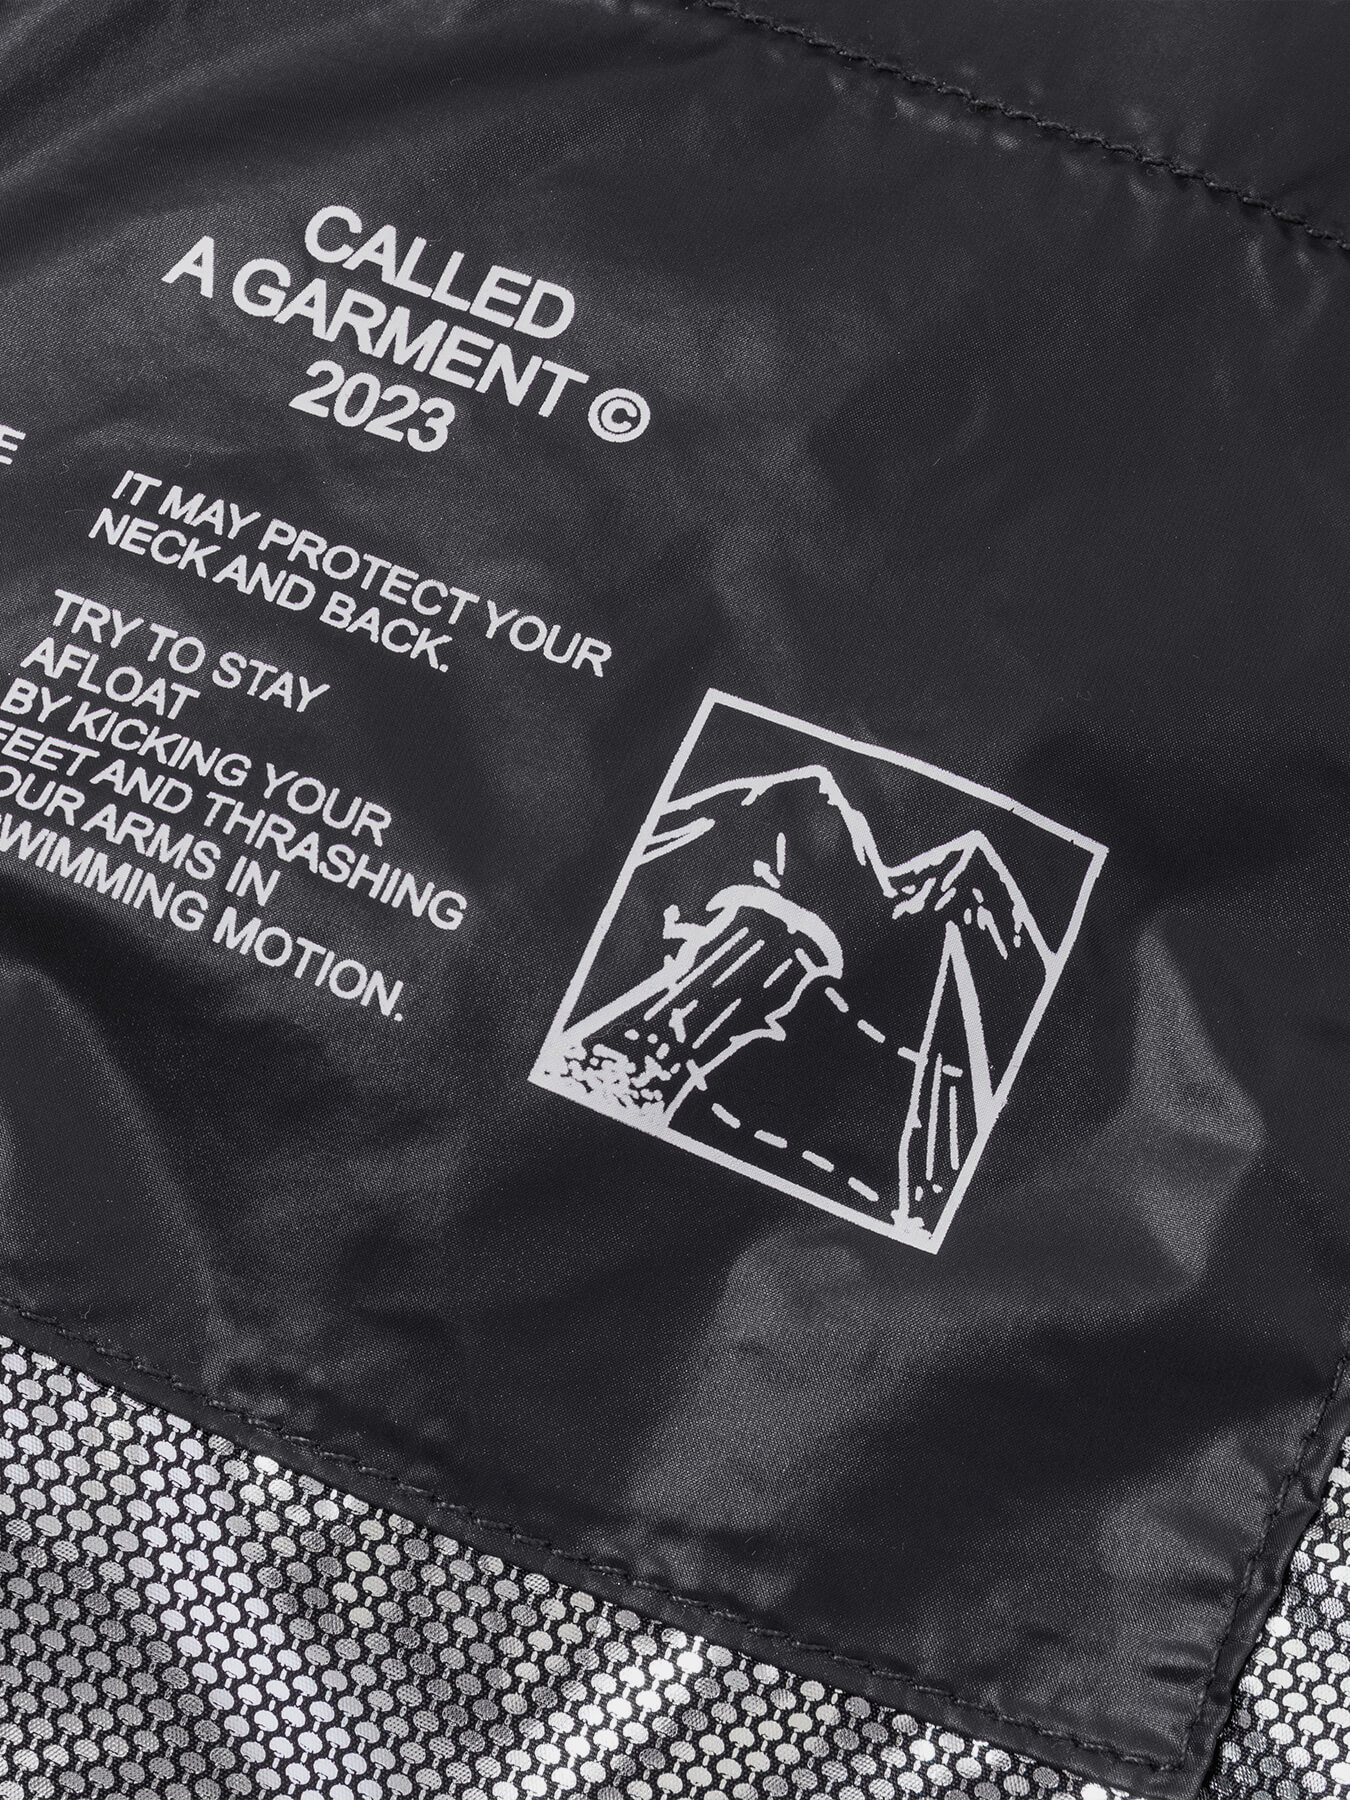 CALLED
A GARMENT ©
2023
IT MAY PROTECT YOUR
NECK AND BACK.
TRY TO STAY
AFLOAT
BY KICKING YOUR
FEET AND THRASHING
OUR ARMS IN
WIMMING MOTION.